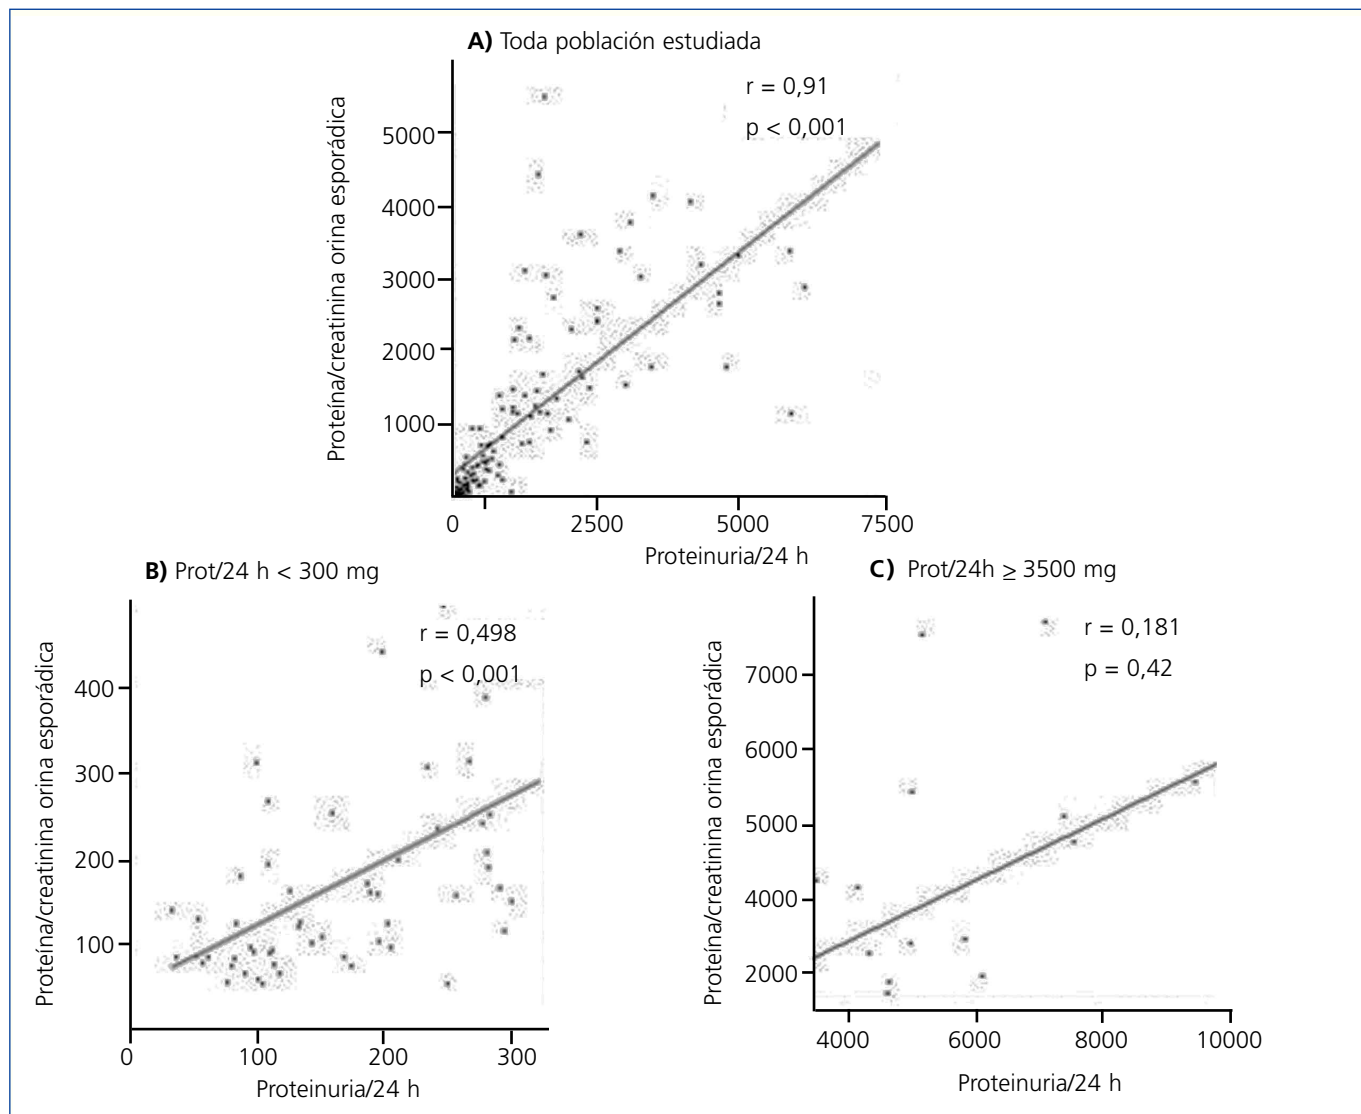 A) Toda población estudiada
r = 0,91
p < 0,001
Proteína/creatinina orina esporádica
5000
4000
3000
2000
1000
0
2500
5000
7500
Proteinuria/24 h
B) Prot/24 h < 300 mg
r = 0,498
p < 0,001
Proteína/creatinina orina esporádica
400
300
200
100
0
100
200
300
Proteinuria/24 h
C) Prot/24h ≥ 3500 mg
r = 0,181
p = 0,42
Proteína/creatinina orina esporádica
7000
6000
5000
4000
2000
4000
6000
8000
10000
Proteinuria/24 h